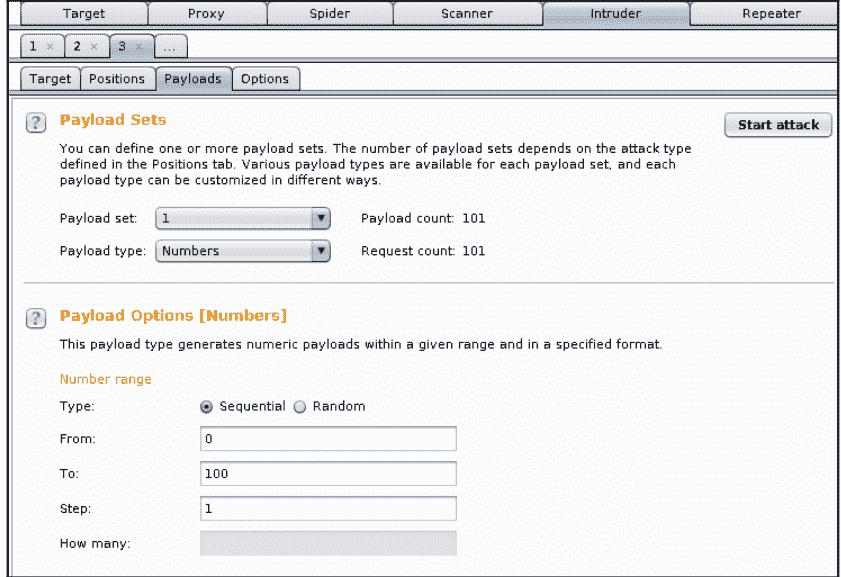 Target Proxy Spider Scanner Intruder Repeater
1 × 2 × 3 × ...
Target Positions Payloads Options
? Payload Sets Start attack
You can define one or more payload sets. The number of payload sets depends on the attack type
defined in the Positions tab. Various payload types are available for each payload set, and each
payload type can be customized in different ways.
Payload set: 1 Payload count: 101
Payload type: Numbers Request count: 101
? Payload Options [Numbers]
This payload type generates numeric payloads within a given range and in a specified format.
Number range
Type: Sequential Random
From: 0
To: 100
Step: 1
How many: